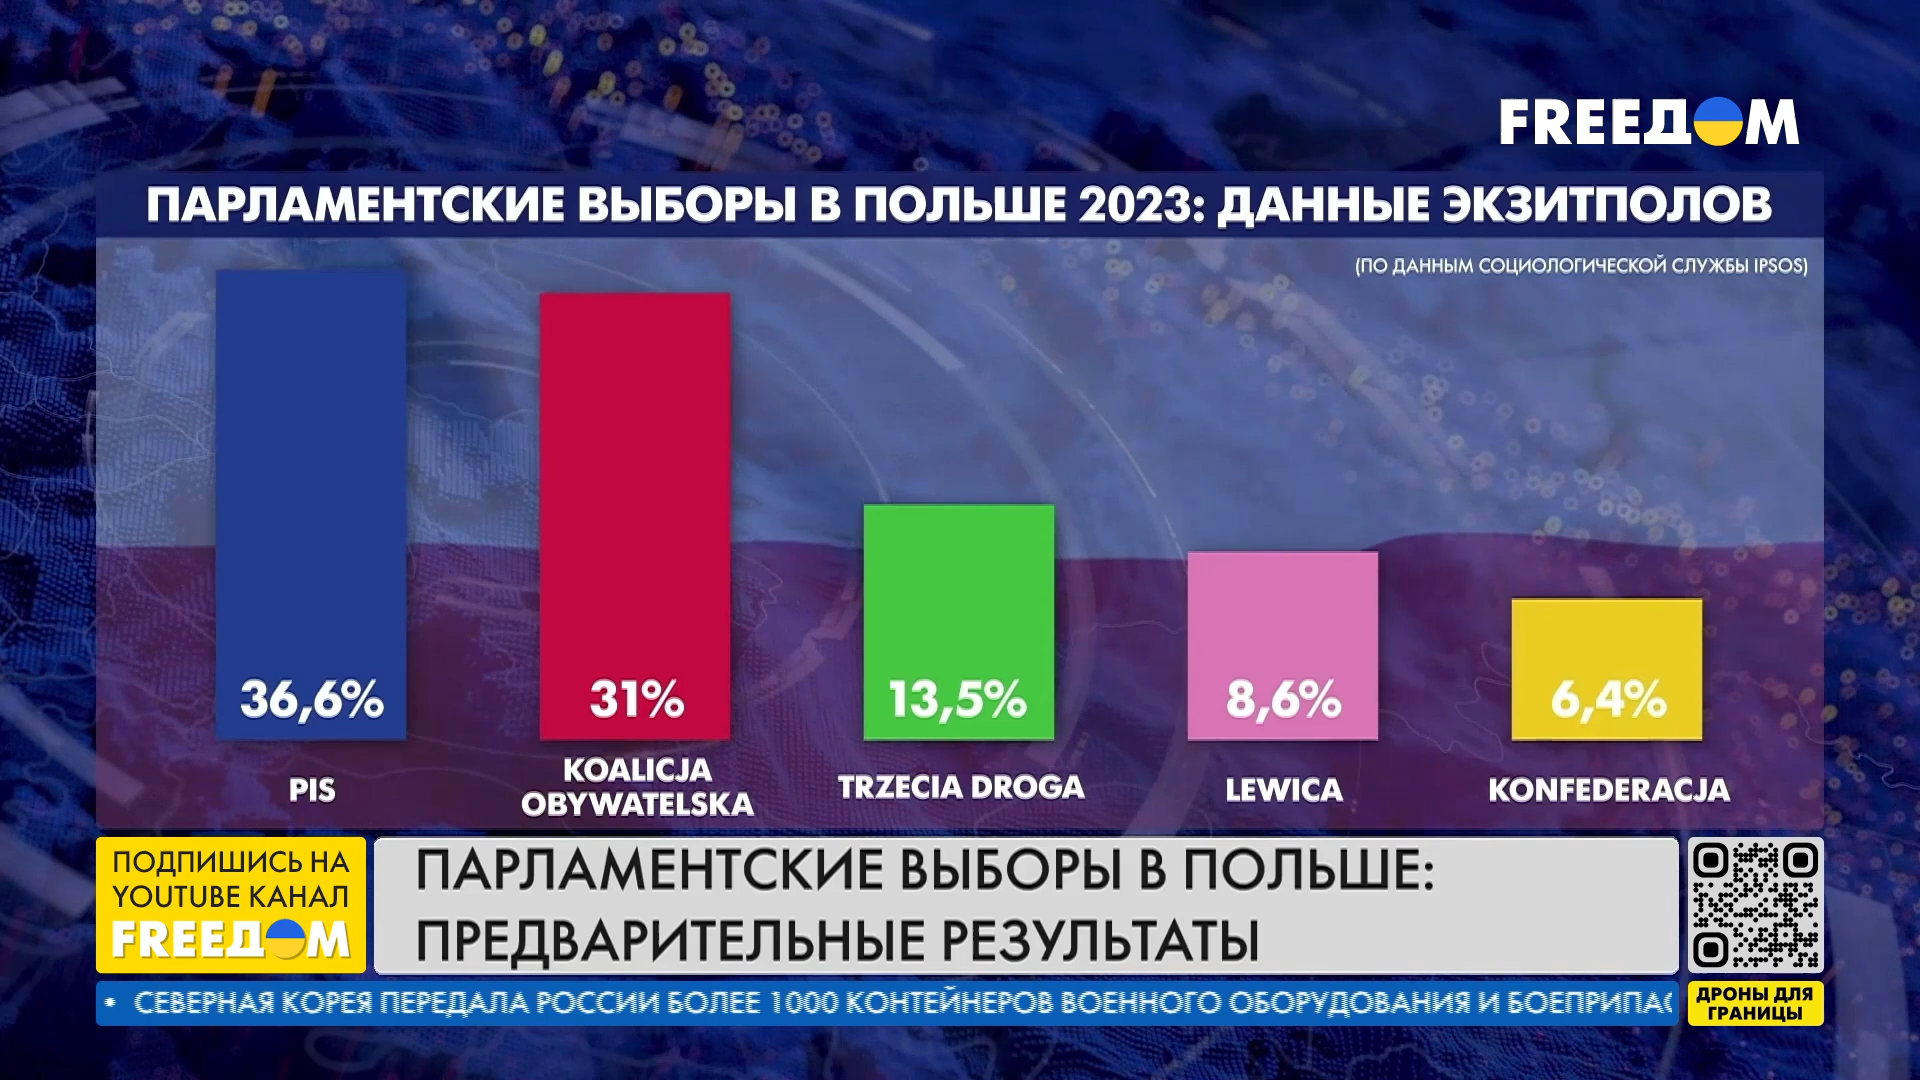 FREEДOM
ПАРЛАМЕНТСКИЕ ВЫБОРЫ В ПОЛЬШЕ 2023: ДАННЫЕ ЭКЗИТПОЛОВ
(ПО ДАННЫМ СОЦИОЛОГИЧЕСКОЙ СЛУЖБЫ IPSOS)
36,6%
31%
13,5%
8,6%
6,4%
PIS
KOALICJA
OBYWATELSKA
TRZECIA DROGA
LEWICA
KONFEDERACJA
ПОДПИШИСЬ НА
YOUTUBE КАНАЛ
FREEДOM
ПАРЛАМЕНТСКИЕ ВЫБОРЫ В ПОЛЬШЕ:
ПРЕДВАРИТЕЛЬНЫЕ РЕЗУЛЬТАТЫ
• СЕВЕРНАЯ КОРЕЯ ПЕРЕДАЛА РОССИИ БОЛЕЕ 1000 КОНТЕЙНЕРОВ ВОЕННОГО ОБОРУДОВАНИЯ И БОЕПРИПАС
ДРОНЫ ДЛЯ
ГРАНИЦЫ